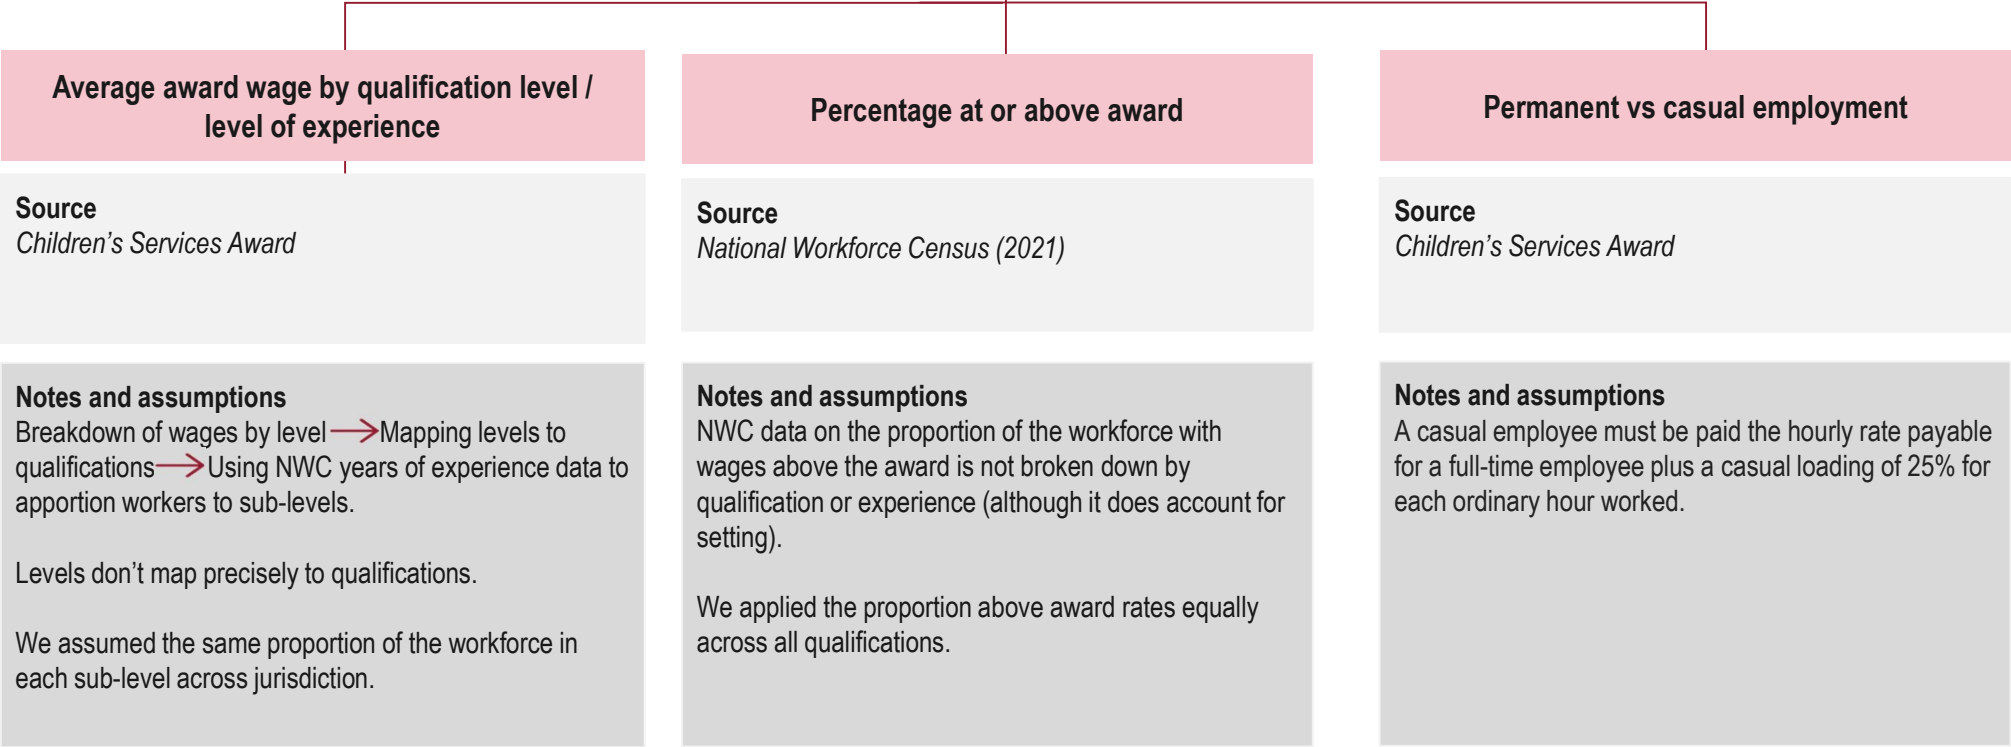 Average award wage by qualification level /
level of experience
Source
Children’s Services Award
Notes and assumptions
Breakdown of wages by level → Mapping levels to
qualifications → Using NWC years of experience data to
apportion workers to sub-levels.
Levels don’t map precisely to qualifications.
We assumed the same proportion of the workforce in
each sub-level across jurisdiction.
Percentage at or above award
Source
National Workforce Census (2021)
Notes and assumptions
NWC data on the proportion of the workforce with
wages above the award is not broken down by
qualification or experience (although it does account for
setting).
We applied the proportion above award rates equally
across all qualifications.
Permanent vs casual employment
Source
Children’s Services Award
Notes and assumptions
A casual employee must be paid the hourly rate payable
for a full-time employee plus a casual loading of 25% for
each ordinary hour worked.